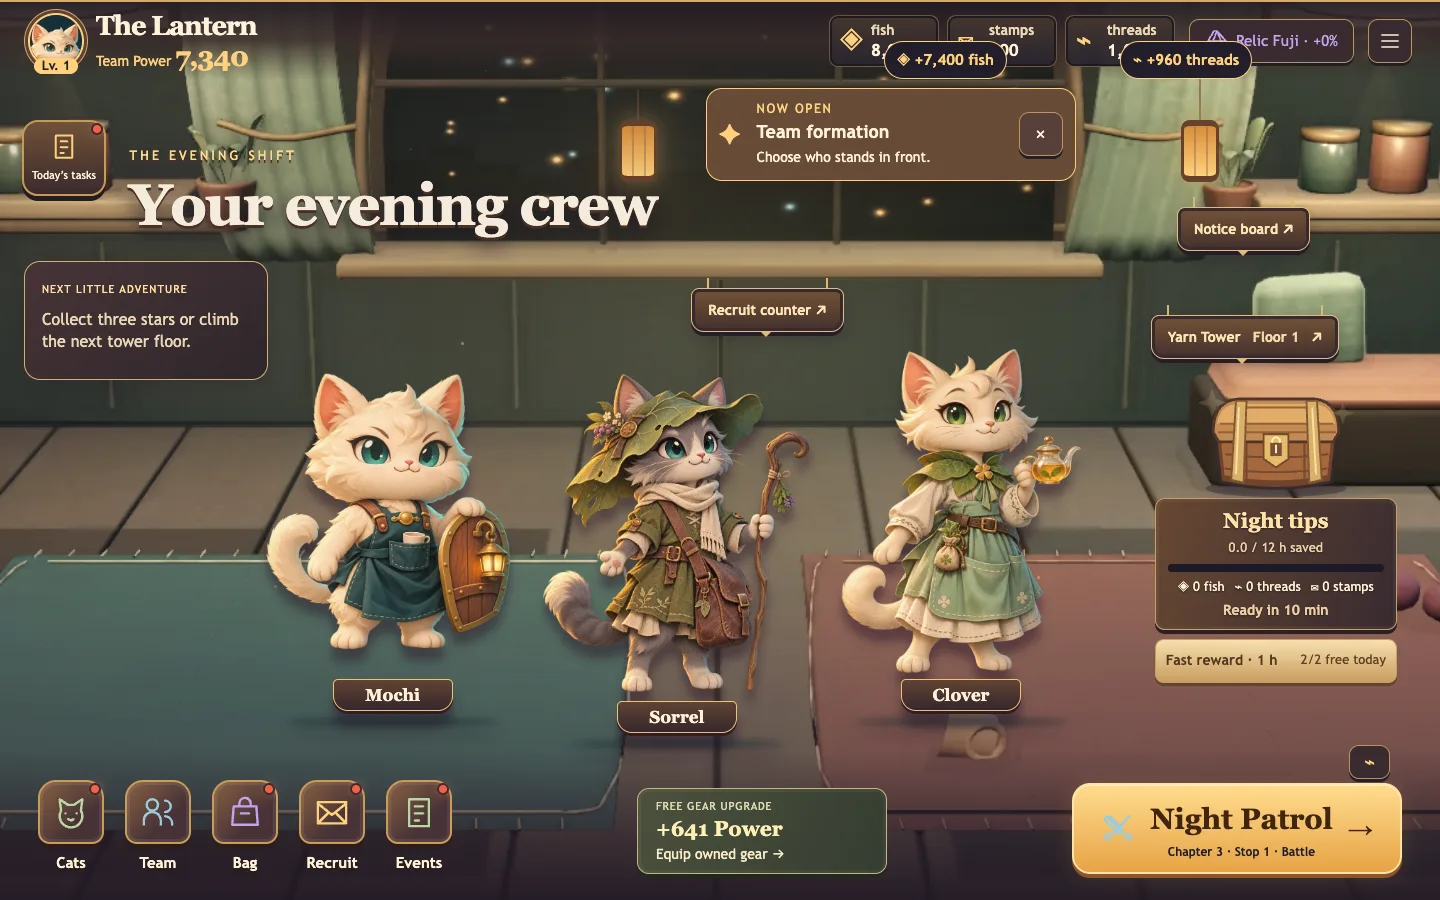 The Lantern
Team Power 7,340
Lv. 1
fish
8,
stamps
00
threads
1,
Relic Fuji · +0%
+7,400 fish
+960 threads
NOW OPEN
Team formation
Choose who stands in front.
×
Today's tasks
THE EVENING SHIFT
Your evening crew
Notice board ↗
NEXT LITTLE ADVENTURE
Collect three stars or climb
the next tower floor.
Recruit counter ↗
Yarn Tower Floor 1 ↗
Night tips
0.0 / 12 h saved
0 fish 0 threads 0 stamps
Ready in 10 min
Fast reward · 1 h 2/2 free today
Mochi
Sorrel
Clover
Cats
Team
Bag
Recruit
Events
FREE GEAR UPGRADE
+641 Power
Equip owned gear →
Night Patrol →
Chapter 3 · Stop 1 · Battle